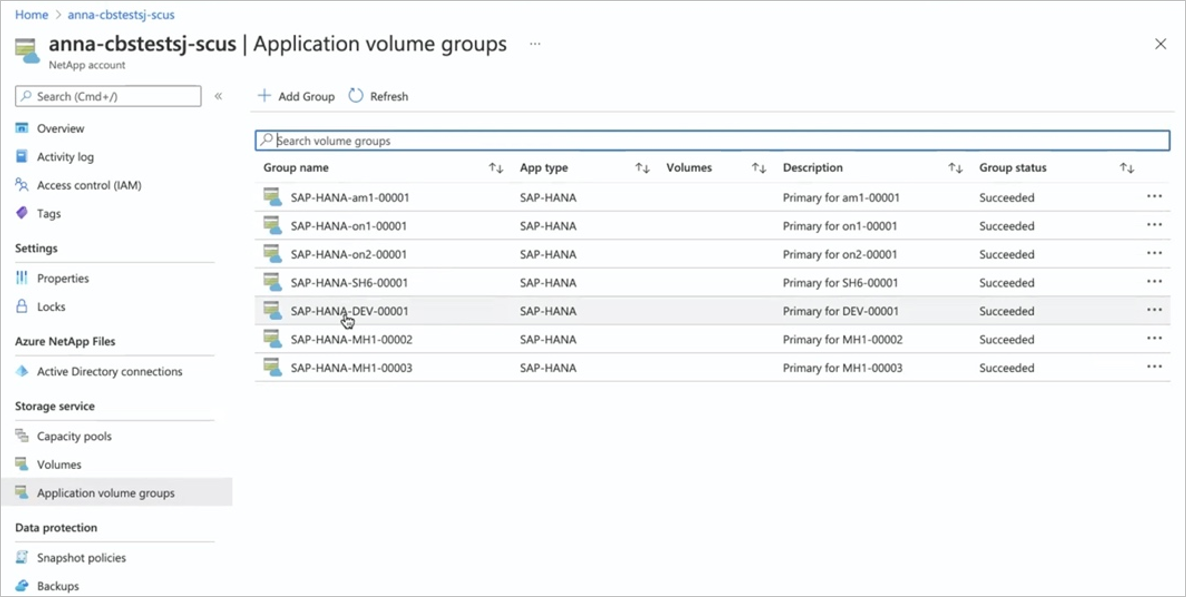 Home > anna-cbstestsj-scus
anna-cbstestsj-scus | Application volume groups ...
NetApp account
Search (Cmd+/) «
Overview
Activity log
Access control (IAM)
Tags
Settings
Properties
Locks
Azure NetApp Files
Active Directory connections
Storage service
Capacity pools
Volumes
Application volume groups
Data protection
Snapshot policies
Backups
+ Add Group Refresh
Search volume groups
Group name ↑↓ App type ↑↓ Volumes ↑↓ Description ↑↓ Group status ↑↓
SAP-HANA-am1-00001 SAP-HANA Primary for am1-00001 Succeeded ...
SAP-HANA-on1-00001 SAP-HANA Primary for on1-00001 Succeeded ...
SAP-HANA-on2-00001 SAP-HANA Primary for on2-00001 Succeeded ...
SAP-HANA-SH6-00001 SAP-HANA Primary for SH6-00001 Succeeded ...
SAP-HANA-DEV-00001 SAP-HANA Primary for DEV-00001 Succeeded ...
SAP-HANA-MH1-00002 SAP-HANA Primary for MH1-00002 Succeeded ...
SAP-HANA-MH1-00003 SAP-HANA Primary for MH1-00003 Succeeded ...